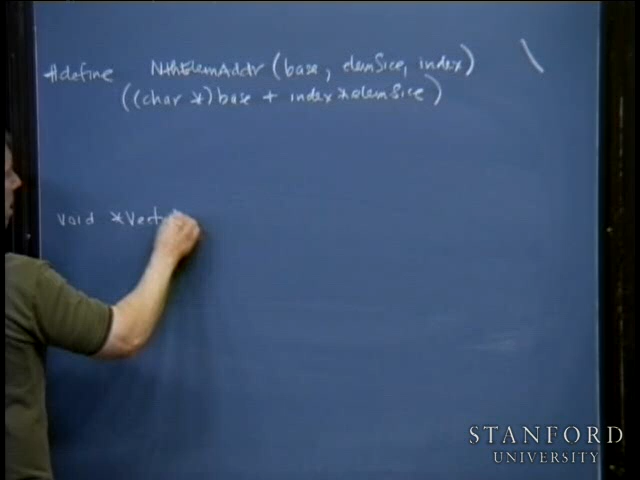 #define NthElemAddr (base, elemSize, index) \
((char *)base + index*elemSize)
void *Vect
STANFORD
UNIVERSITY